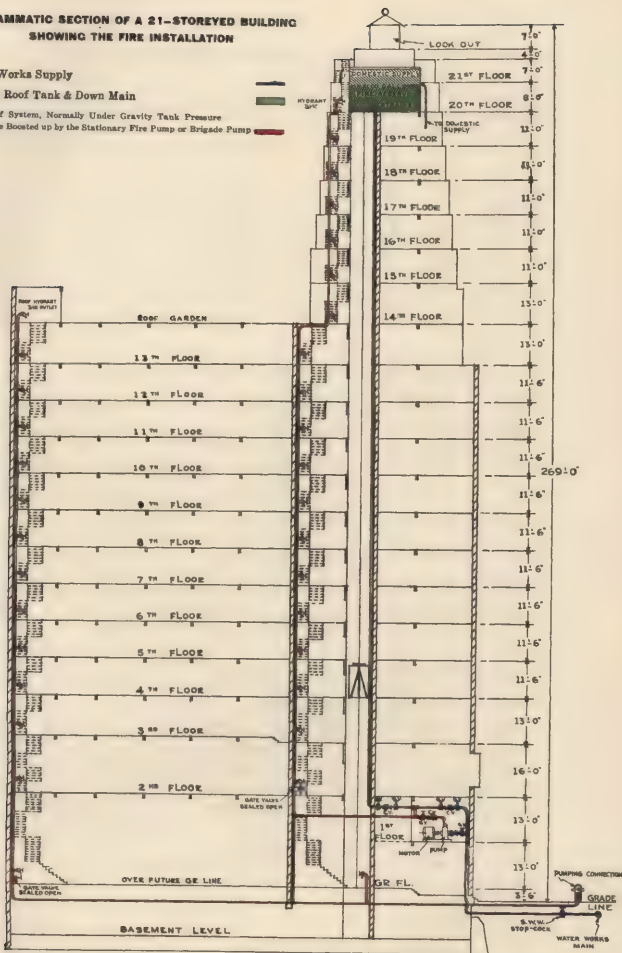 AMMATIC SECTION OF A 21-STOREYED BUILDING
SHOWING THE FIRE INSTALLATION
Works Supply
Roof Tank & Down Main
f System, Normally Under Gravity Tank Pressure
e Boosted up by the Stationary Fire Pump or Brigade Pump
LOOK OUT
7'-0"
4'-0"
DOMESTIC SUPPLY
21ST FLOOR
7'-0"
HYDRANT
20TH FLOOR
8'-0"
TO DOMESTIC
SUPPLY
11'-0"
19TH FLOOR
11'-0"
18TH FLOOR
11'-0"
17TH FLOOR
11'-0"
16TH FLOOR
11'-0"
15TH FLOOR
13'-0"
14TH FLOOR
13'-0"
ROOF HYDRANT
OUTLET
ROOF GARDEN
13TH FLOOR
11'-6"
12TH FLOOR
11'-6"
11TH FLOOR
11'-6"
10TH FLOOR
269'-0"
11'-6"
9TH FLOOR
11'-6"
8TH FLOOR
11'-6"
7TH FLOOR
11'-6"
6TH FLOOR
11'-6"
5TH FLOOR
11'-6"
4TH FLOOR
13'-0"
3RD FLOOR
16'-0"
2ND FLOOR
GATE VALVE
SEALED OPEN
13'-0"
1ST
FLOOR
MOTOR
PUMP
13'-0"
PUMPING CONNECTION
GATE VALVE
SEALED OPEN
OVER FUTURE GR LINE
GR FL.
3'-6"
GRADE
LINE
S.W.W.
STOP-COCK
WATER WORKS
MAIN
BASEMENT LEVEL